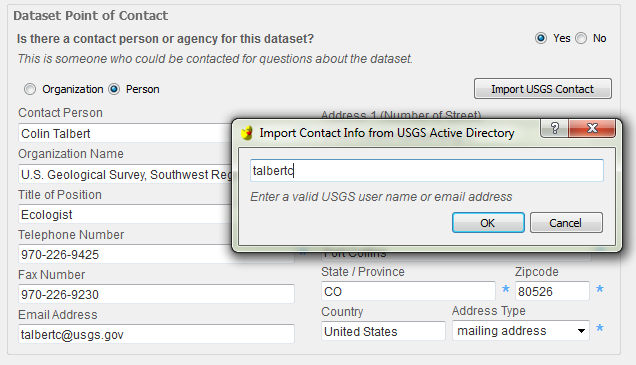 Dataset Point of Contact
Is there a contact person or agency for this dataset?
Yes No
This is someone who could be contacted for questions about the dataset.
Organization Person
Import USGS Contact
Contact Person
Address 1 (Number of Street)
Colin Talbert
Organization Name
U.S. Geological Survey, Southwest Reg
Title of Position
Ecologist
Telephone Number
970-226-9425 *
Fort Collins *
Fax Number
970-226-9230
Email Address
talbertc@usgs.gov
State / Province
Zipcode
CO * 80526 *
Country
Address Type
United States
mailing address *
Import Contact Info from USGS Active Directory
?
talbertc
Enter a valid USGS user name or email address
OK
Cancel